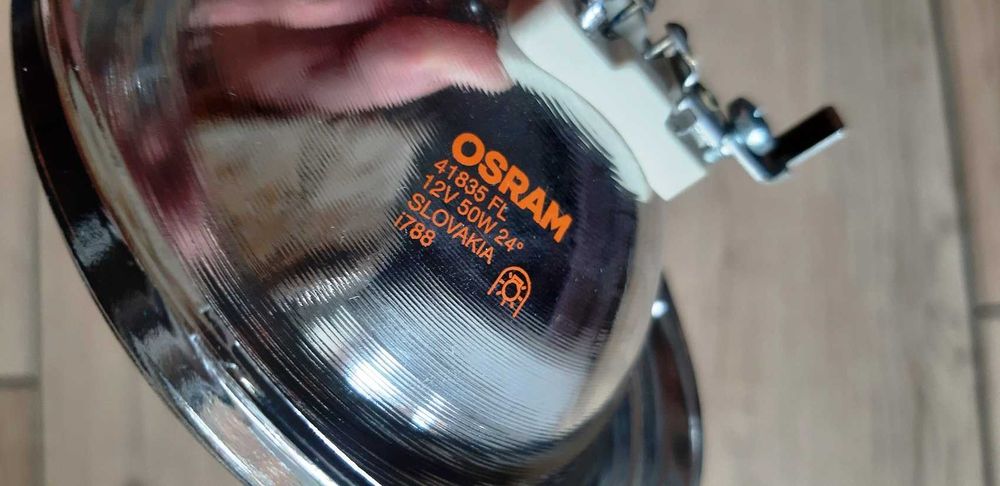 OSRAM
41835 FL
12V 50W 24°
SLOVAKIA
i788